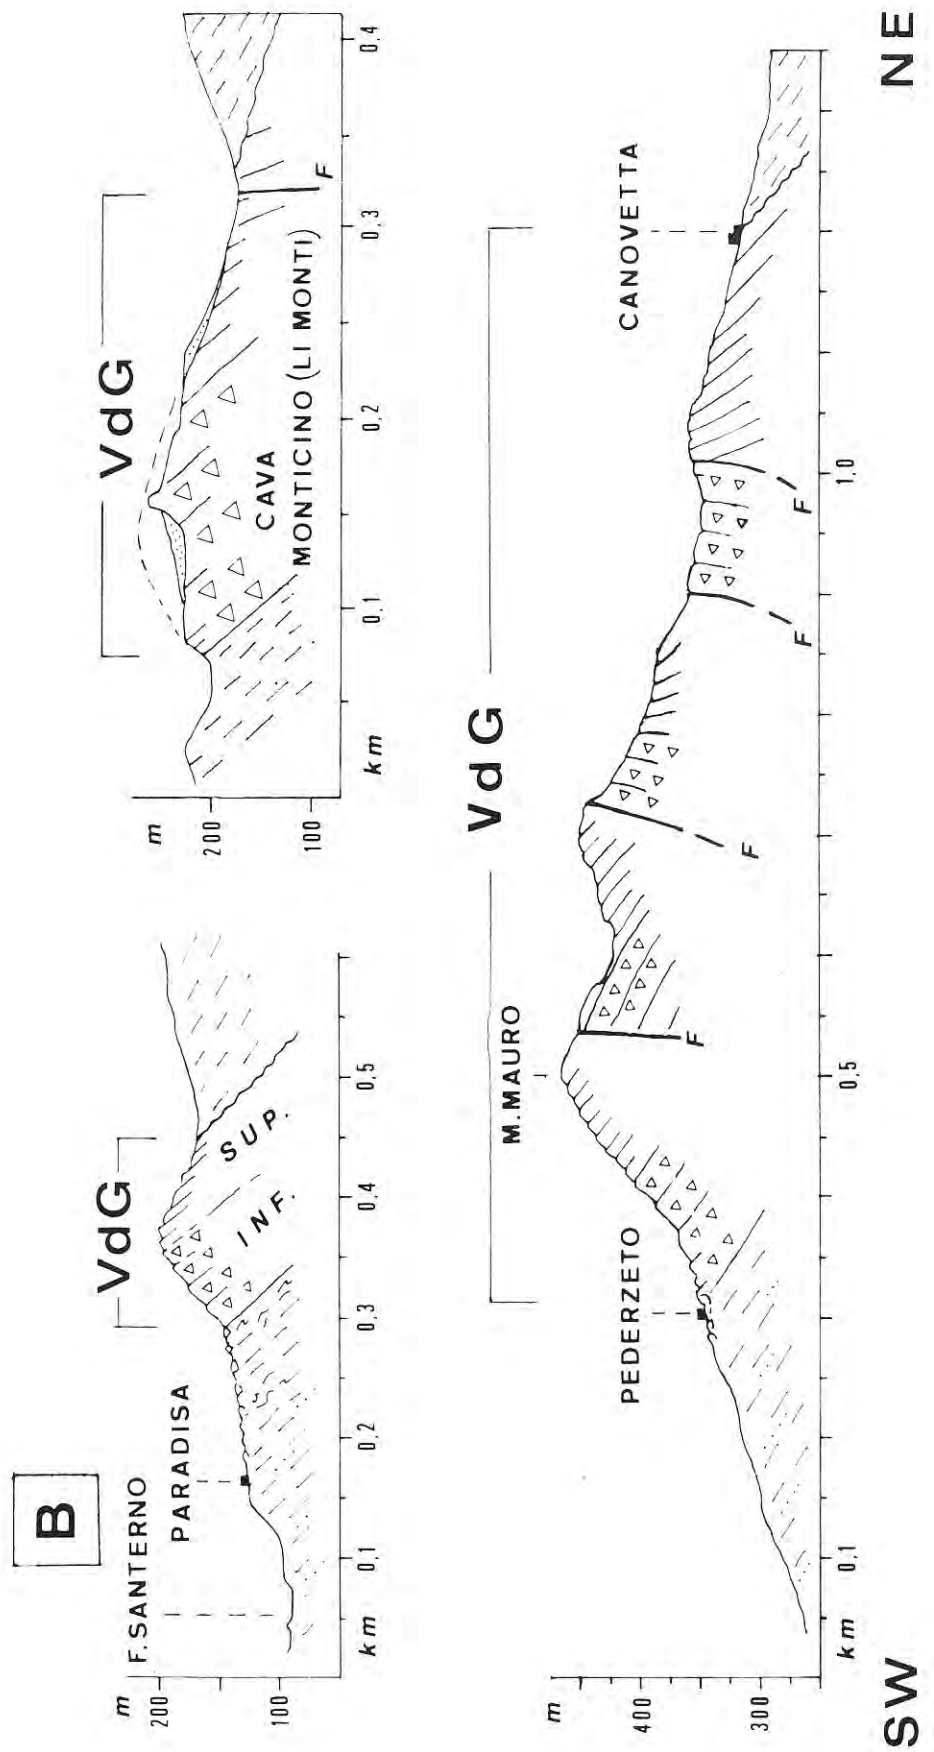 B
F. SANTERNO
PARADISA
VdG
SUP.
INF.
m
200
100
km
0,1
0,2
0,3
0,4
0,5
VdG
CAVA
MONTICINO (LI MONTI)
F
m
200
100
km
0,1
0,2
0,3
0,4
VdG
M. MAURO
PEDERZETO
CANOVETTA
F
F
F
F
m
400
300
km
0,1
0,5
1,0
SW
NE